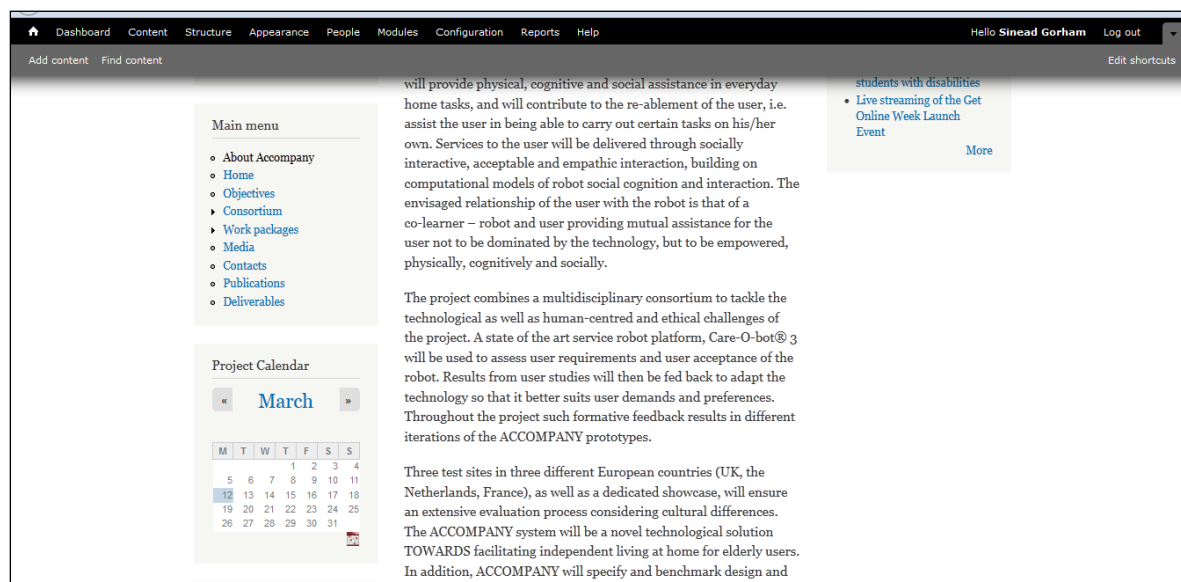 Dashboard Content Structure Appearance People Modules Configuration Reports Help Hello Sinead Gorham Log out
Add content Find content Edit shortcuts
Main menu
About Accompany
Home
Objectives
Consortium
Work packages
Media
Contacts
Publications
Deliverables
Project Calendar
« March »
M T W T F S S
1 2 3 4
5 6 7 8 9 10 11
12 13 14 15 16 17 18
19 20 21 22 23 24 25
26 27 28 29 30 31
will provide physical, cognitive and social assistance in everyday
home tasks, and will contribute to the re-ablement of the user, i.e.
assist the user in being able to carry out certain tasks on his/her
own. Services to the user will be delivered through socially
interactive, acceptable and empathic interaction, building on
computational models of robot social cognition and interaction. The
envisaged relationship of the user with the robot is that of a
co-learner – robot and user providing mutual assistance for the
user not to be dominated by the technology, but to be empowered,
physically, cognitively and socially.
The project combines a multidisciplinary consortium to tackle the
technological as well as human-centred and ethical challenges of
the project. A state of the art service robot platform, Care-O-bot® 3
will be used to assess user requirements and user acceptance of the
robot. Results from user studies will then be fed back to adapt the
technology so that it better suits user demands and preferences.
Throughout the project such formative feedback results in different
iterations of the ACCOMPANY prototypes.
Three test sites in three different European countries (UK, the
Netherlands, France), as well as a dedicated showcase, will ensure
an extensive evaluation process considering cultural differences.
The ACCOMPANY system will be a novel technological solution
TOWARDS facilitating independent living at home for elderly users.
In addition, ACCOMPANY will specify and benchmark design and
students with disabilities
Live streaming of the Get
Online Week Launch
Event
More